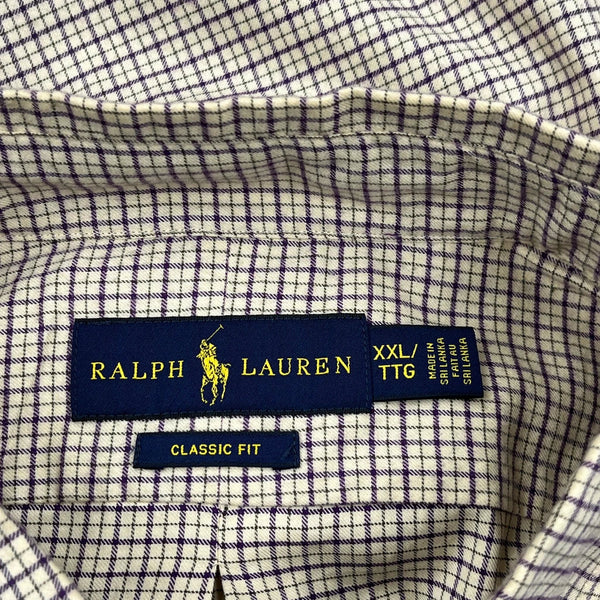 RALPH LAUREN
XXL/
TTG
MADE IN
SRI LANKA
FAIT AU
SRI LANKA
CLASSIC FIT